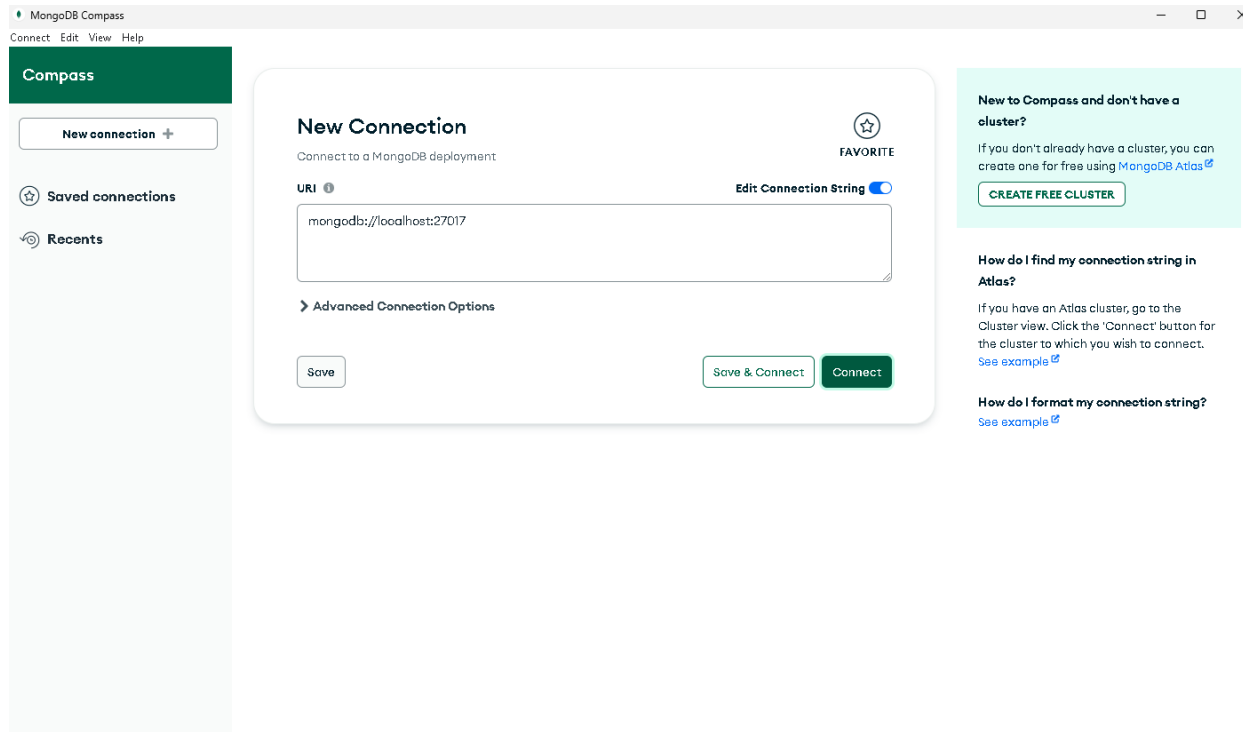 MongoDB Compass
Connect Edit View Help
Compass
New connection
Saved connections
Recents
New Connection
Connect to a MongoDB deployment
FAVORITE
URI
Edit Connection String
mongodb://localhost:27017
Advanced Connection Options
Save
Save & Connect
Connect
New to Compass and don't have a
cluster?
If you don't already have a cluster, you can
create one for free using MongoDB Atlas
CREATE FREE CLUSTER
How do I find my connection string in
Atlas?
If you have an Atlas cluster, go to the
Cluster view. Click the 'Connect' button for
the cluster to which you wish to connect.
See example
How do I format my connection string?
See example